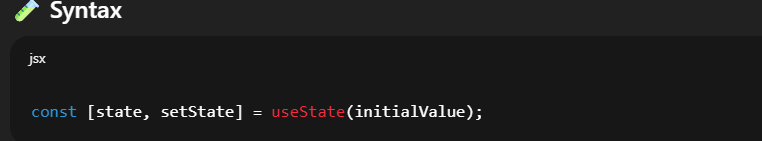 Syntax
jsx
const [state, setState] = useState(initialValue);